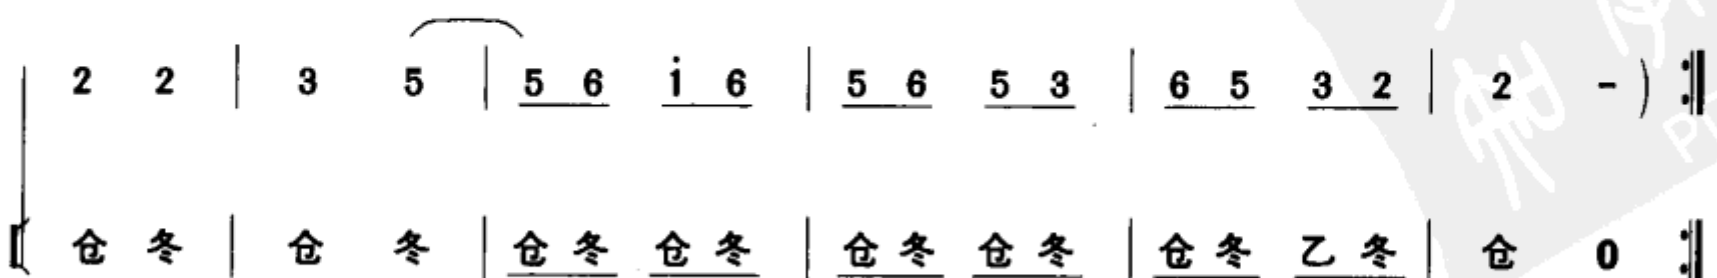 2 2 | 3 5 | 5 6 i 6 | 5 6 5 3 | 6 5 3 2 | 2 - ) :‖
仓 冬 | 仓 冬 | 仓 冬 仓 冬 | 仓 冬 仓 冬 | 仓 冬 乙 冬 | 仓 0 :‖